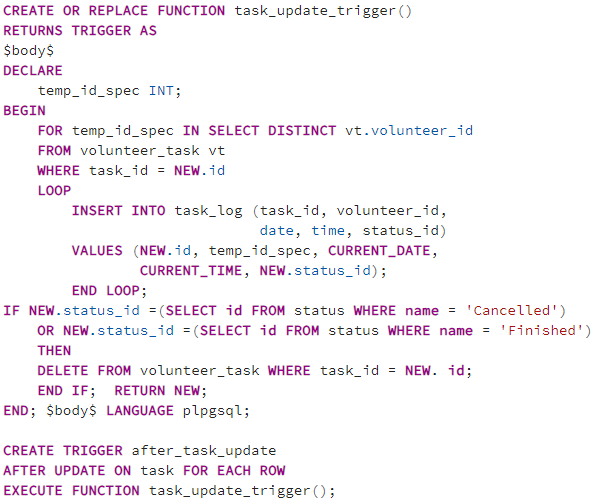 CREATE OR REPLACE FUNCTION task_update_trigger()
RETURNS TRIGGER AS
$body$
DECLARE
    temp_id_spec INT;
BEGIN
    FOR temp_id_spec IN SELECT DISTINCT vt.volunteer_id
    FROM volunteer_task vt
    WHERE task_id = NEW.id
    LOOP
        INSERT INTO task_log (task_id, volunteer_id,
                              date, time, status_id)
        VALUES (NEW.id, temp_id_spec, CURRENT_DATE,
                CURRENT_TIME, NEW.status_id);
        END LOOP;
IF NEW.status_id =(SELECT id FROM status WHERE name = 'Cancelled')
    OR NEW.status_id =(SELECT id FROM status WHERE name = 'Finished')
    THEN
    DELETE FROM volunteer_task WHERE task_id = NEW. id;
    END IF;  RETURN NEW;
END; $body$ LANGUAGE plpgsql;

CREATE TRIGGER after_task_update
AFTER UPDATE ON task FOR EACH ROW
EXECUTE FUNCTION task_update_trigger();